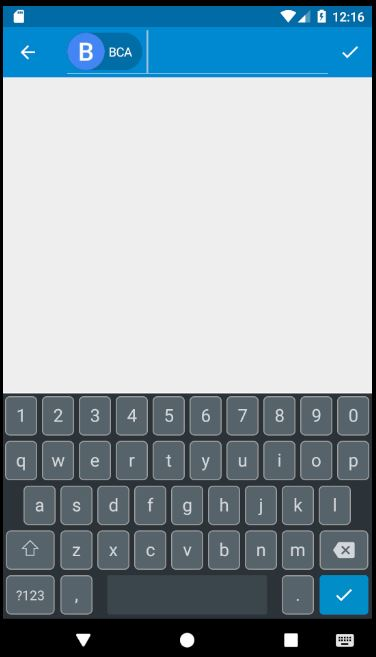 12:16
B BCA
1 2 3 4 5 6 7 8 9 0
q w e r t y u i o p
a s d f g h j k l
z x c v b n m
?123 , .